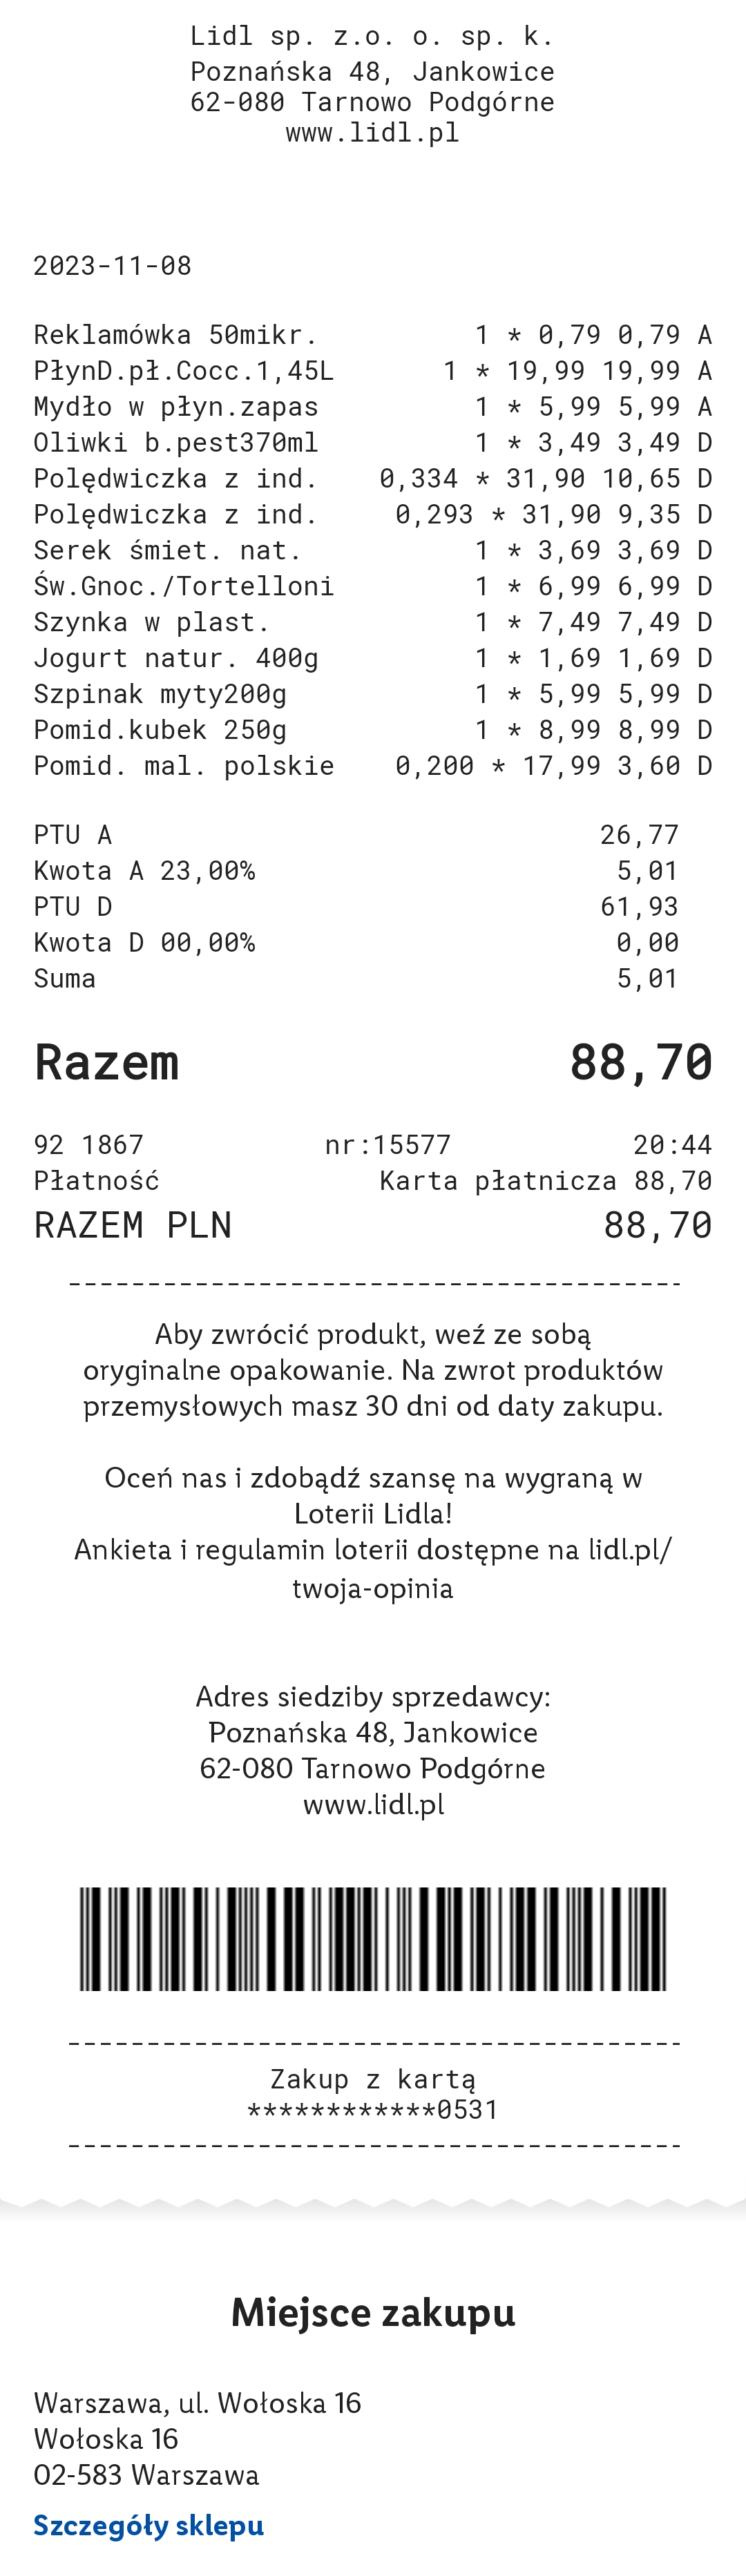 Lidl sp. z.o. o. sp. k.
Poznańska 48, Jankowice
62-080 Tarnowo Podgórne
www.lidl.pl
2023-11-08
Reklamówka 50mikr. 1 * 0,79 0,79 A
PłynD.pł.Cocc.1,45L 1 * 19,99 19,99 A
Mydło w płyn.zapas 1 * 5,99 5,99 A
Oliwki b.pest370ml 1 * 3,49 3,49 D
Polędwiczka z ind. 0,334 * 31,90 10,65 D
Polędwiczka z ind. 0,293 * 31,90 9,35 D
Serek śmiet. nat. 1 * 3,69 3,69 D
Św.Gnoc./Tortelloni 1 * 6,99 6,99 D
Szynka w plast. 1 * 7,49 7,49 D
Jogurt natur. 400g 1 * 1,69 1,69 D
Szpinak myty200g 1 * 5,99 5,99 D
Pomid.kubek 250g 1 * 8,99 8,99 D
Pomid. mal. polskie 0,200 * 17,99 3,60 D
PTU A 26,77
Kwota A 23,00% 5,01
PTU D 61,93
Kwota D 00,00% 0,00
Suma 5,01
Razem 88,70
92 1867 nr:15577 20:44
Płatność Karta płatnicza 88,70
RAZEM PLN 88,70
---------------------------------------
Aby zwrócić produkt, weź ze sobą
oryginalne opakowanie. Na zwrot produktów
przemysłowych masz 30 dni od daty zakupu.
Oceń nas i zdobądź szansę na wygraną w
Loterii Lidla!
Ankieta i regulamin loterii dostępne na lidl.pl/
twoja-opinia
Adres siedziby sprzedawcy:
Poznańska 48, Jankowice
62-080 Tarnowo Podgórne
www.lidl.pl
---------------------------------------
Zakup z kartą
************0531
---------------------------------------
Miejsce zakupu
Warszawa, ul. Wołoska 16
Wołoska 16
02-583 Warszawa
Szczegóły sklepu